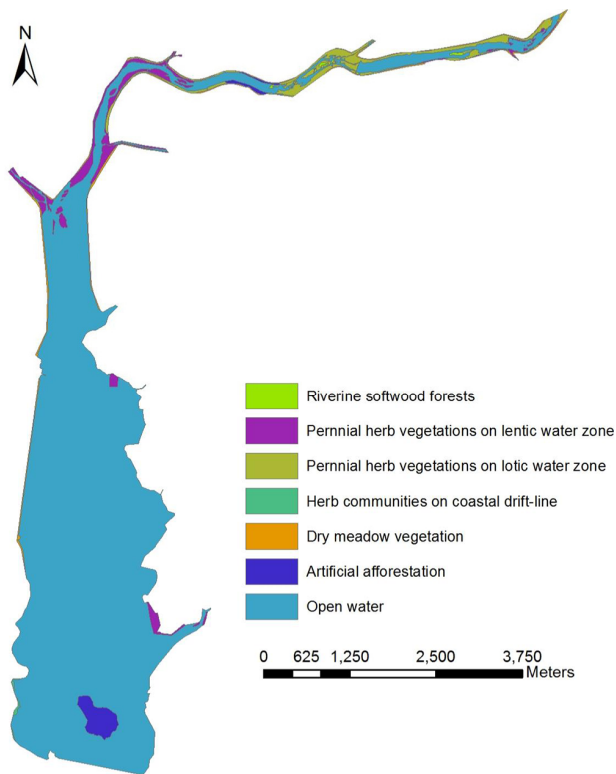 N
Riverine softwood forests
Pernnial herb vegetations on lentic water zone
Pernnial herb vegetations on lotic water zone
Herb communities on coastal drift-line
Dry meadow vegetation
Artificial afforestation
Open water
0 625 1,250 2,500 3,750
Meters